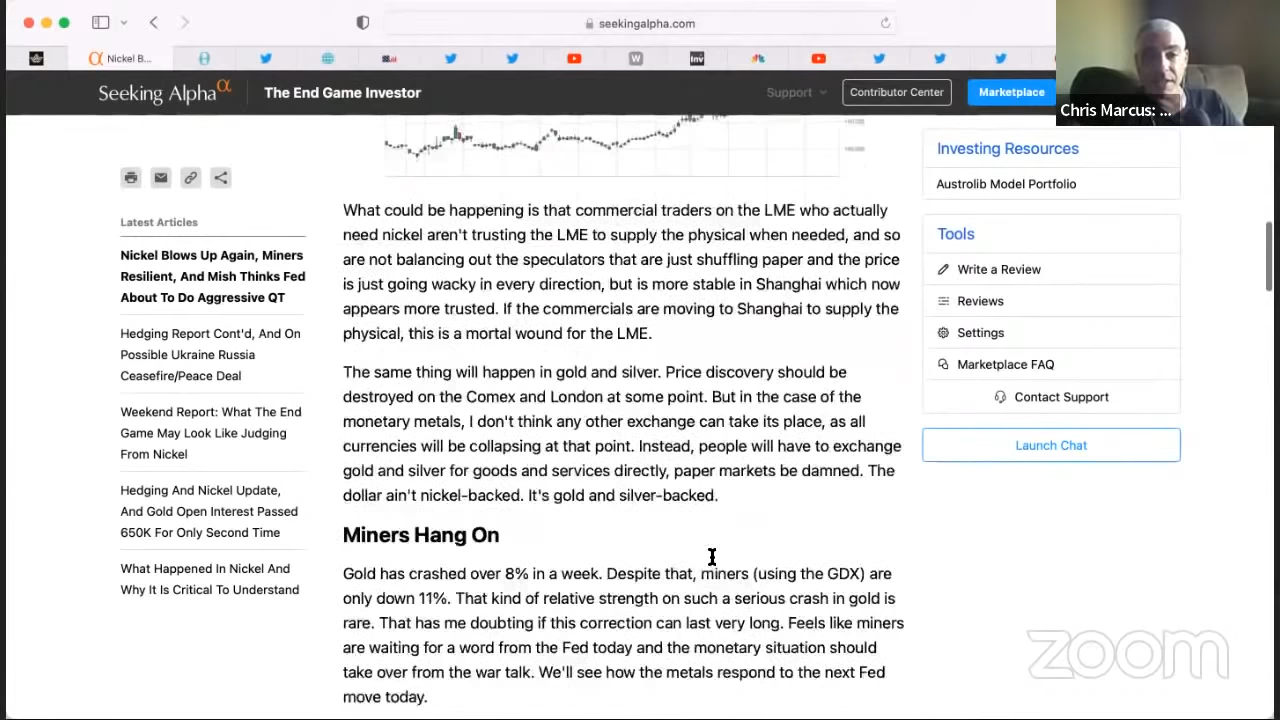 seekingalpha.com
Nickel B...
W
Inv
Seeking Alpha α
The End Game Investor
Support
Contributor Center
Marketplace
Chris Marcus: ...
Latest Articles
Nickel Blows Up Again, Miners
Resilient, And Mish Thinks Fed
About To Do Aggressive QT
Hedging Report Cont'd, And On
Possible Ukraine Russia
Ceasefire/Peace Deal
Weekend Report: What The End
Game May Look Like Judging
From Nickel
Hedging And Nickel Update,
And Gold Open Interest Passed
650K For Only Second Time
What Happened In Nickel And
Why It Is Critical To Understand
What could be happening is that commercial traders on the LME who actually
need nickel aren't trusting the LME to supply the physical when needed, and so
are not balancing out the speculators that are just shuffling paper and the price
is just going wacky in every direction, but is more stable in Shanghai which now
appears more trusted. If the commercials are moving to Shanghai to supply the
physical, this is a mortal wound for the LME.
The same thing will happen in gold and silver. Price discovery should be
destroyed on the Comex and London at some point. But in the case of the
monetary metals, I don't think any other exchange can take its place, as all
currencies will be collapsing at that point. Instead, people will have to exchange
gold and silver for goods and services directly, paper markets be damned. The
dollar ain't nickel-backed. It's gold and silver-backed.
Miners Hang On
Gold has crashed over 8% in a week. Despite that, miners (using the GDX) are
only down 11%. That kind of relative strength on such a serious crash in gold is
rare. That has me doubting if this correction can last very long. Feels like miners
are waiting for a word from the Fed today and the monetary situation should
take over from the war talk. We'll see how the metals respond to the next Fed
move today.
Investing Resources
Austrolib Model Portfolio
Tools
Write a Review
Reviews
Settings
Marketplace FAQ
Contact Support
Launch Chat
zoom